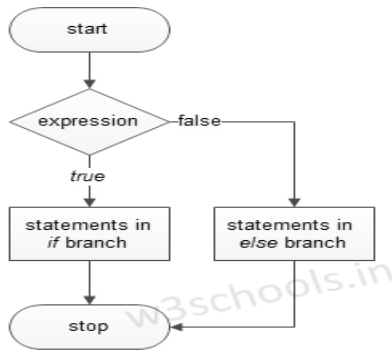 start
expression
false
true
statements in
if branch
statements in
else branch
stop
w3schools.in